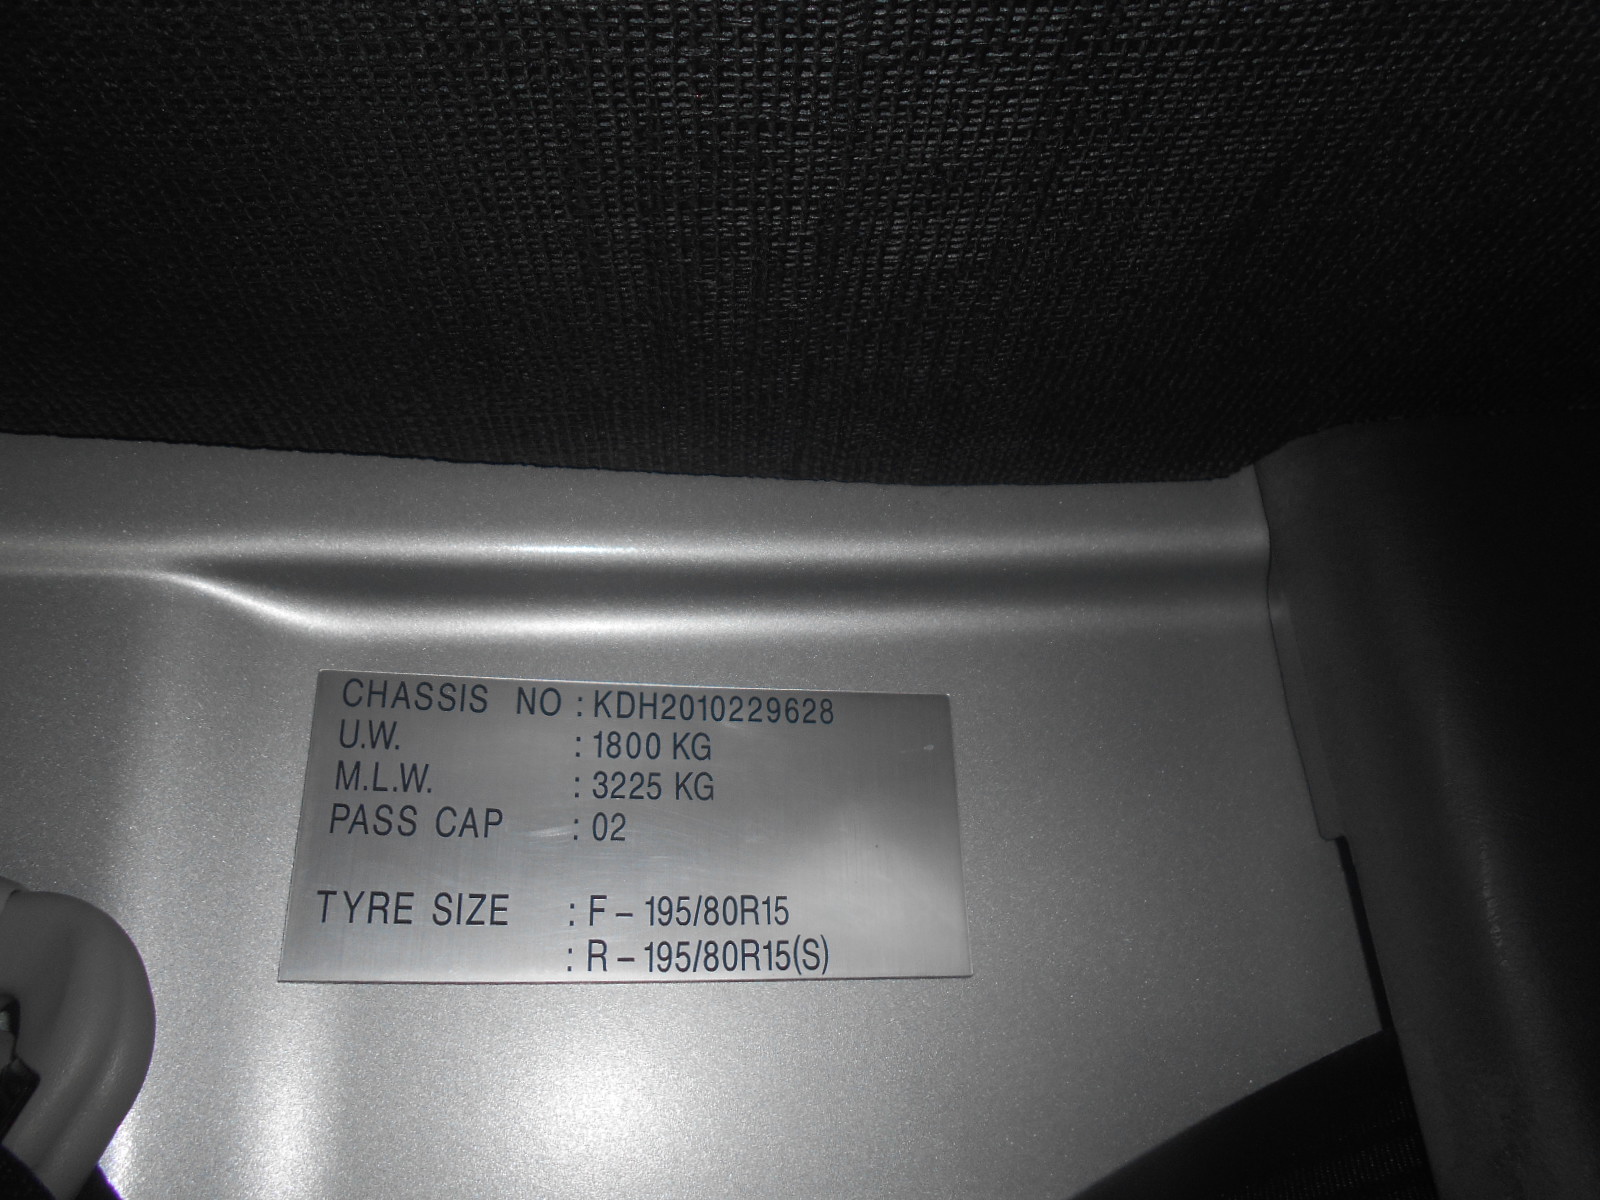 CHASSIS NO : KDH2010229628
U.W. : 1800 KG
M.L.W. : 3225 KG
PASS CAP : 02
TYRE SIZE : F - 195/80R15
: R - 195/80R15(S)